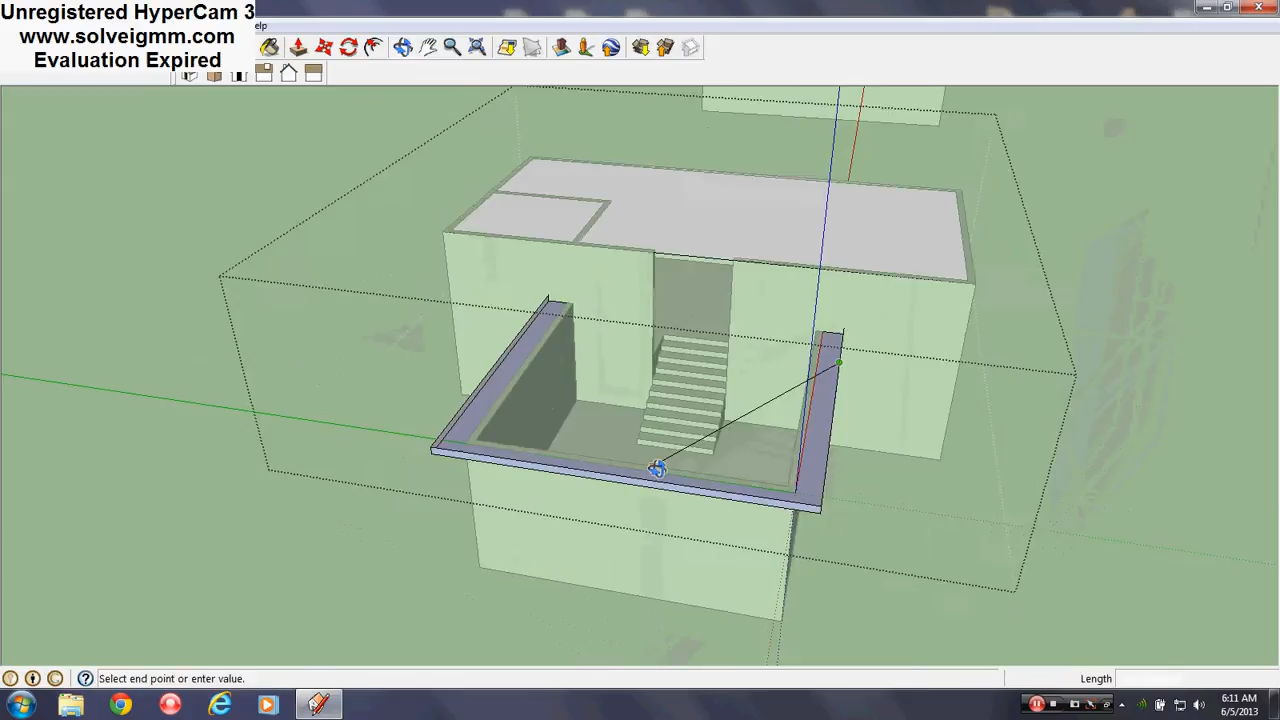 Unregistered HyperCam 3
www.solveigmm.com
Evaluation Expired
elp
Select end point or enter value.
Length
6:11 AM
6/5/2013